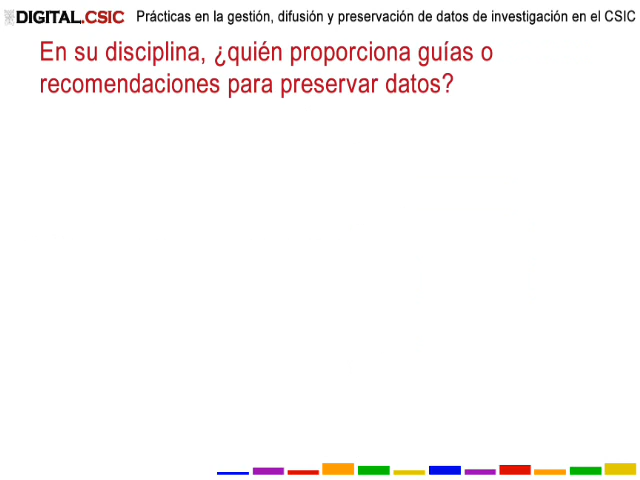 DIGITAL.CSIC Prácticas en la gestión, difusión y preservación de datos de investigación en el CSIC
En su disciplina, ¿quién proporciona guías o
recomendaciones para preservar datos?